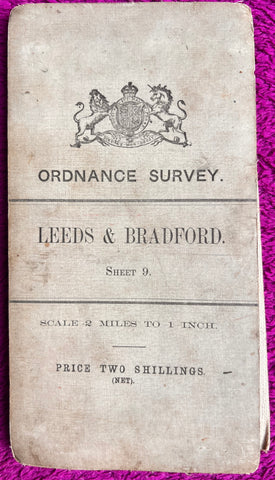 ORDNANCE SURVEY.
LEEDS & BRADFORD.
SHEET 9.
SCALE 2 MILES TO 1 INCH.
PRICE TWO SHILLINGS.
(NET).